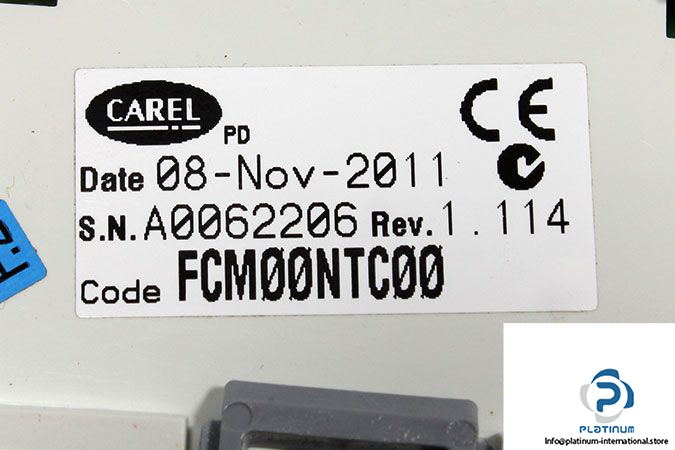 CAREL
PD
CE
Date 08-Nov-2011
S.N. A0062206 Rev. 1.114
Code FCM00NTC00
PLATINUM
Info@platinum-international.store